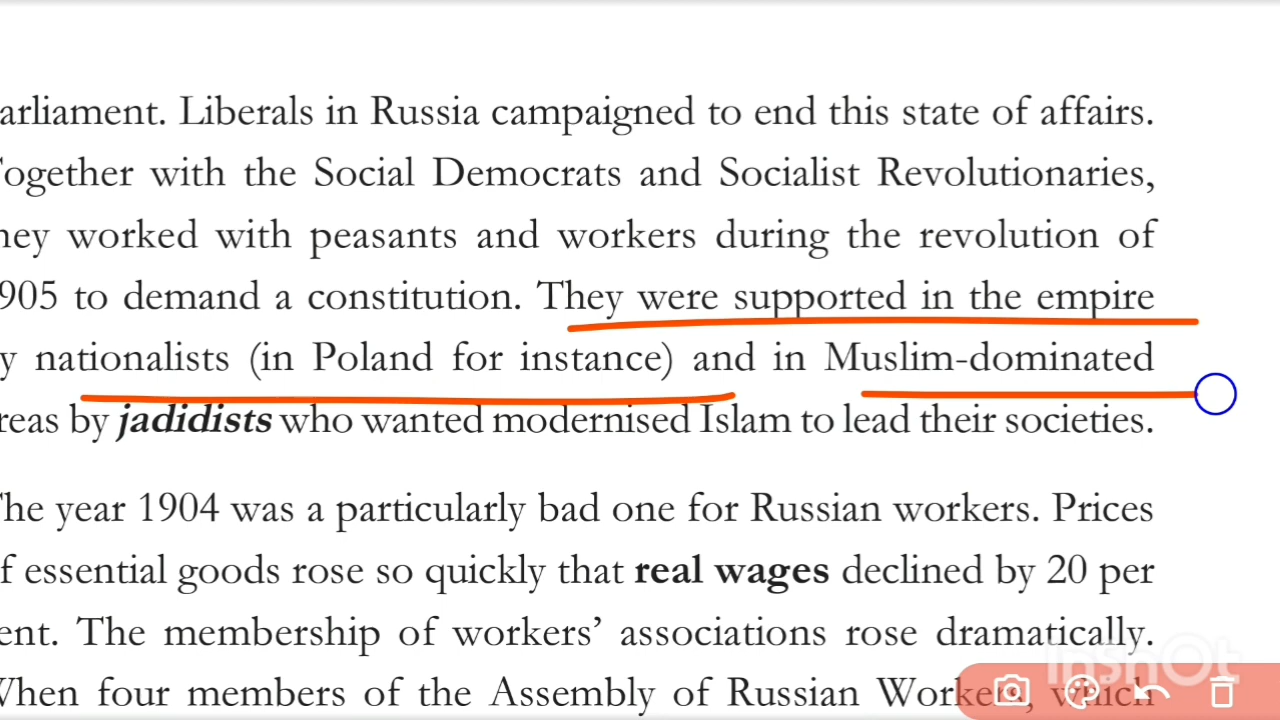 arliament. Liberals in Russia campaigned to end this state of affairs.
ogether with the Social Democrats and Socialist Revolutionaries,
hey worked with peasants and workers during the revolution of
905 to demand a constitution. They were supported in the empire
y nationalists (in Poland for instance) and in Muslim-dominated
reas by jadidists who wanted modernised Islam to lead their societies.
The year 1904 was a particularly bad one for Russian workers. Prices
f essential goods rose so quickly that real wages declined by 20 per
ent. The membership of workers’ associations rose dramatically.
When four members of the Assembly of Russian Workers, which
InShOt